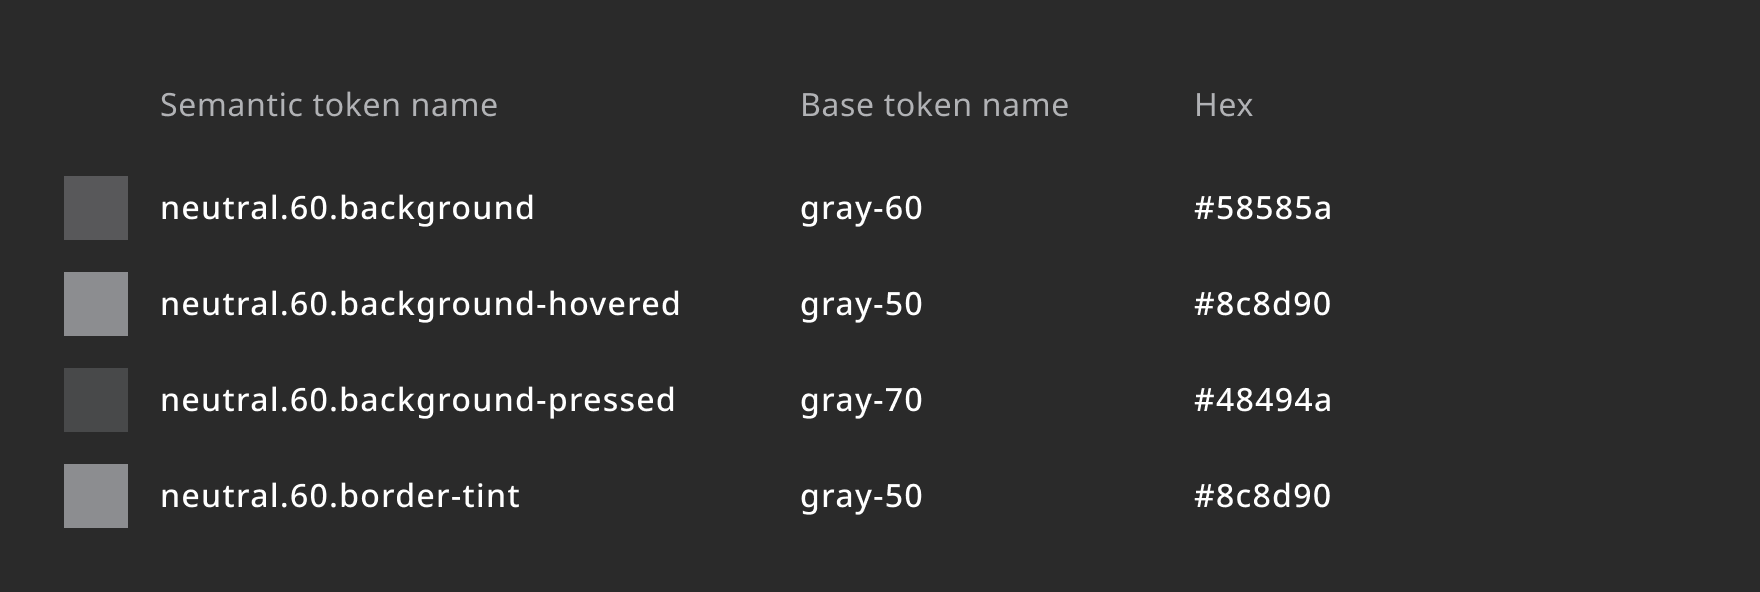 Semantic token name Base token name Hex
neutral.60.background gray-60 #58585a
neutral.60.background-hovered gray-50 #8c8d90
neutral.60.background-pressed gray-70 #48494a
neutral.60.border-tint gray-50 #8c8d90